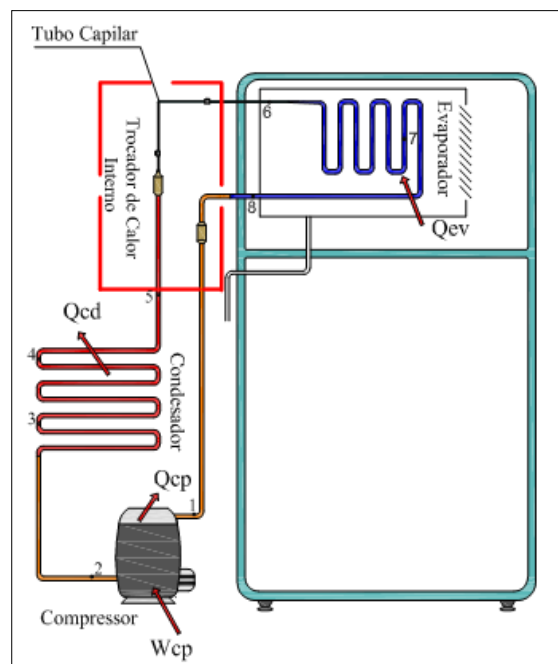 Tubo Capilar
Trocador de Calor
Interno
6
7
Evaporador
8
Qev
5
Qcd
4
3
Condesador
Qcp
1
2
Compressor
Wcp